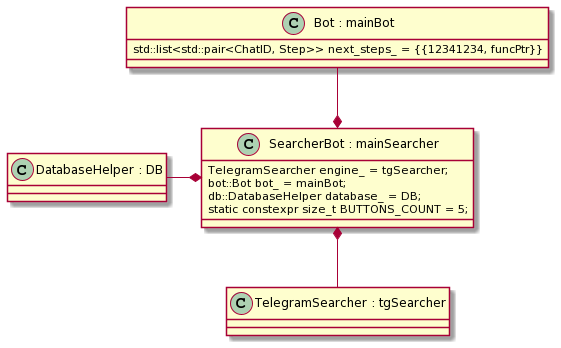 C Bot : mainBot
std::list<std::pair<ChatID, Step>> next_steps_ = {{12341234, funcPtr}}
C SearcherBot : mainSearcher
TelegramSearcher engine_ = tgSearcher;
bot::Bot bot_ = mainBot;
db::DatabaseHelper database_ = DB;
static constexpr size_t BUTTONS_COUNT = 5;
C DatabaseHelper : DB
C TelegramSearcher : tgSearcher